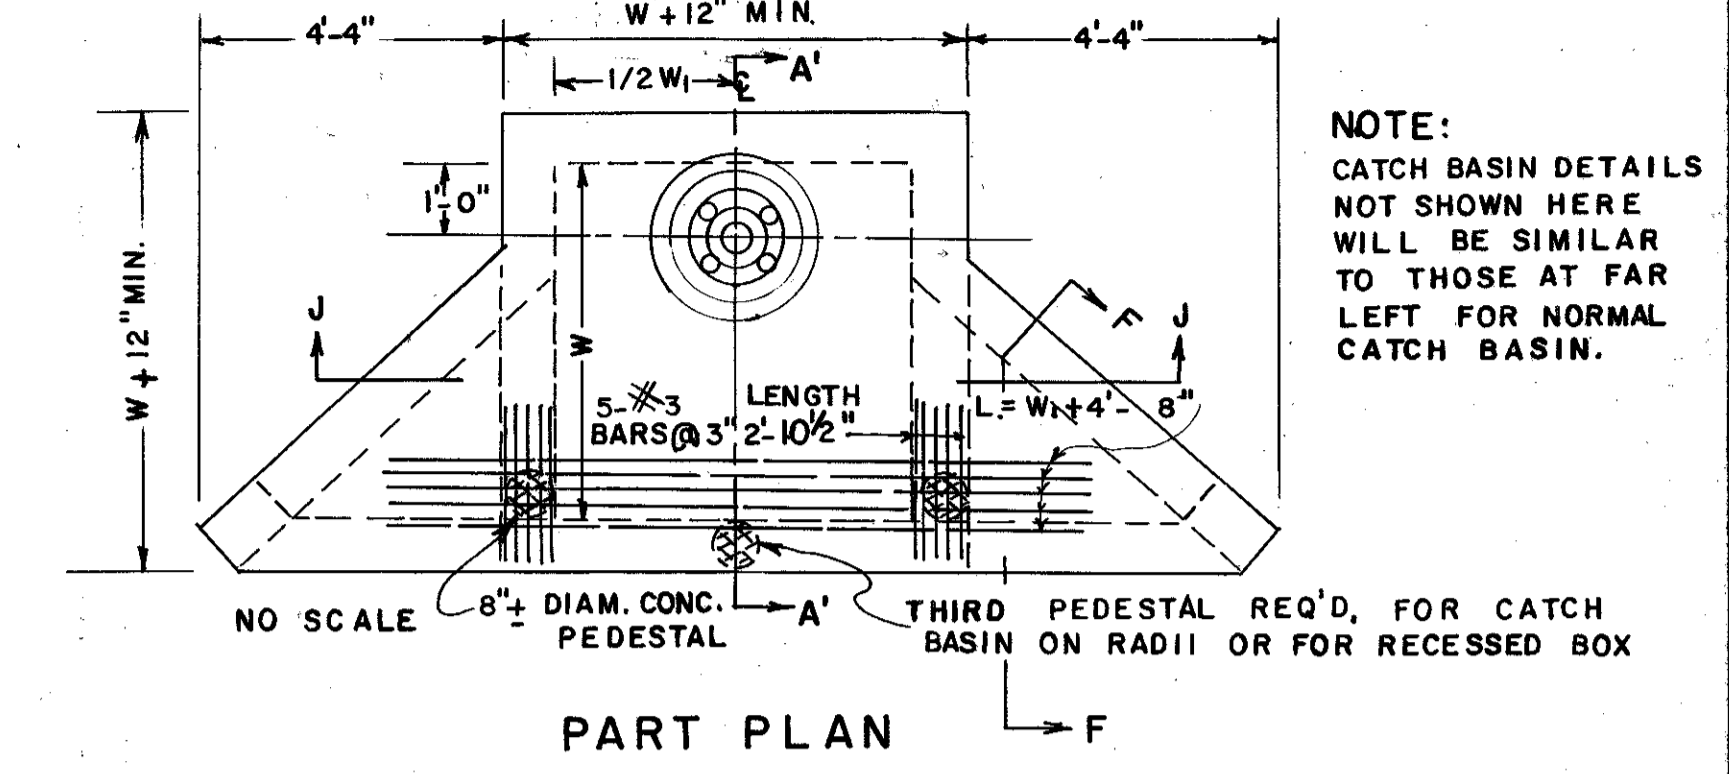 W + 12" MIN.
4'-4"
4'-4"
A'
1/2 W1
℄
NOTE:
CATCH BASIN DETAILS
NOT SHOWN HERE
WILL BE SIMILAR
TO THOSE AT FAR
LEFT FOR NORMAL
CATCH BASIN.
1'-0"
W + 12" MIN.
J
W
F
J
5-#3
BARS @ 3"
LENGTH
2'-10½"
L = W1 + 4'-8"
NO SCALE
8"± DIAM. CONC.
PEDESTAL
A'
THIRD PEDESTAL REQ'D, FOR CATCH
BASIN ON RADII OR FOR RECESSED BOX
PART PLAN
F